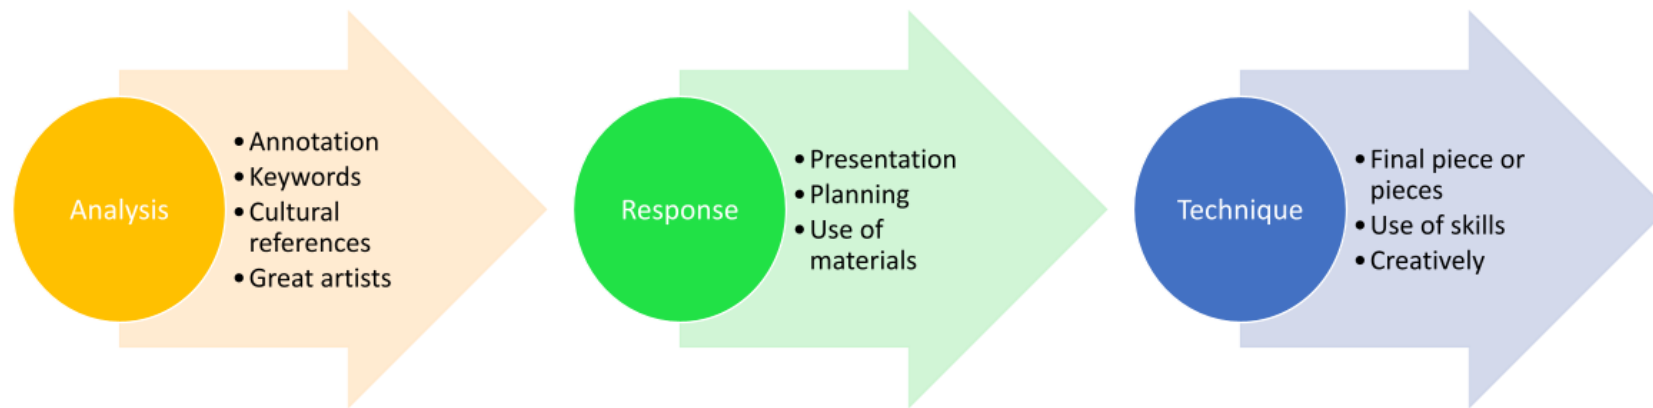 Analysis
• Annotation
• Keywords
• Cultural
references
• Great artists
Response
• Presentation
• Planning
• Use of
materials
Technique
• Final piece or
pieces
• Use of skills
• Creatively